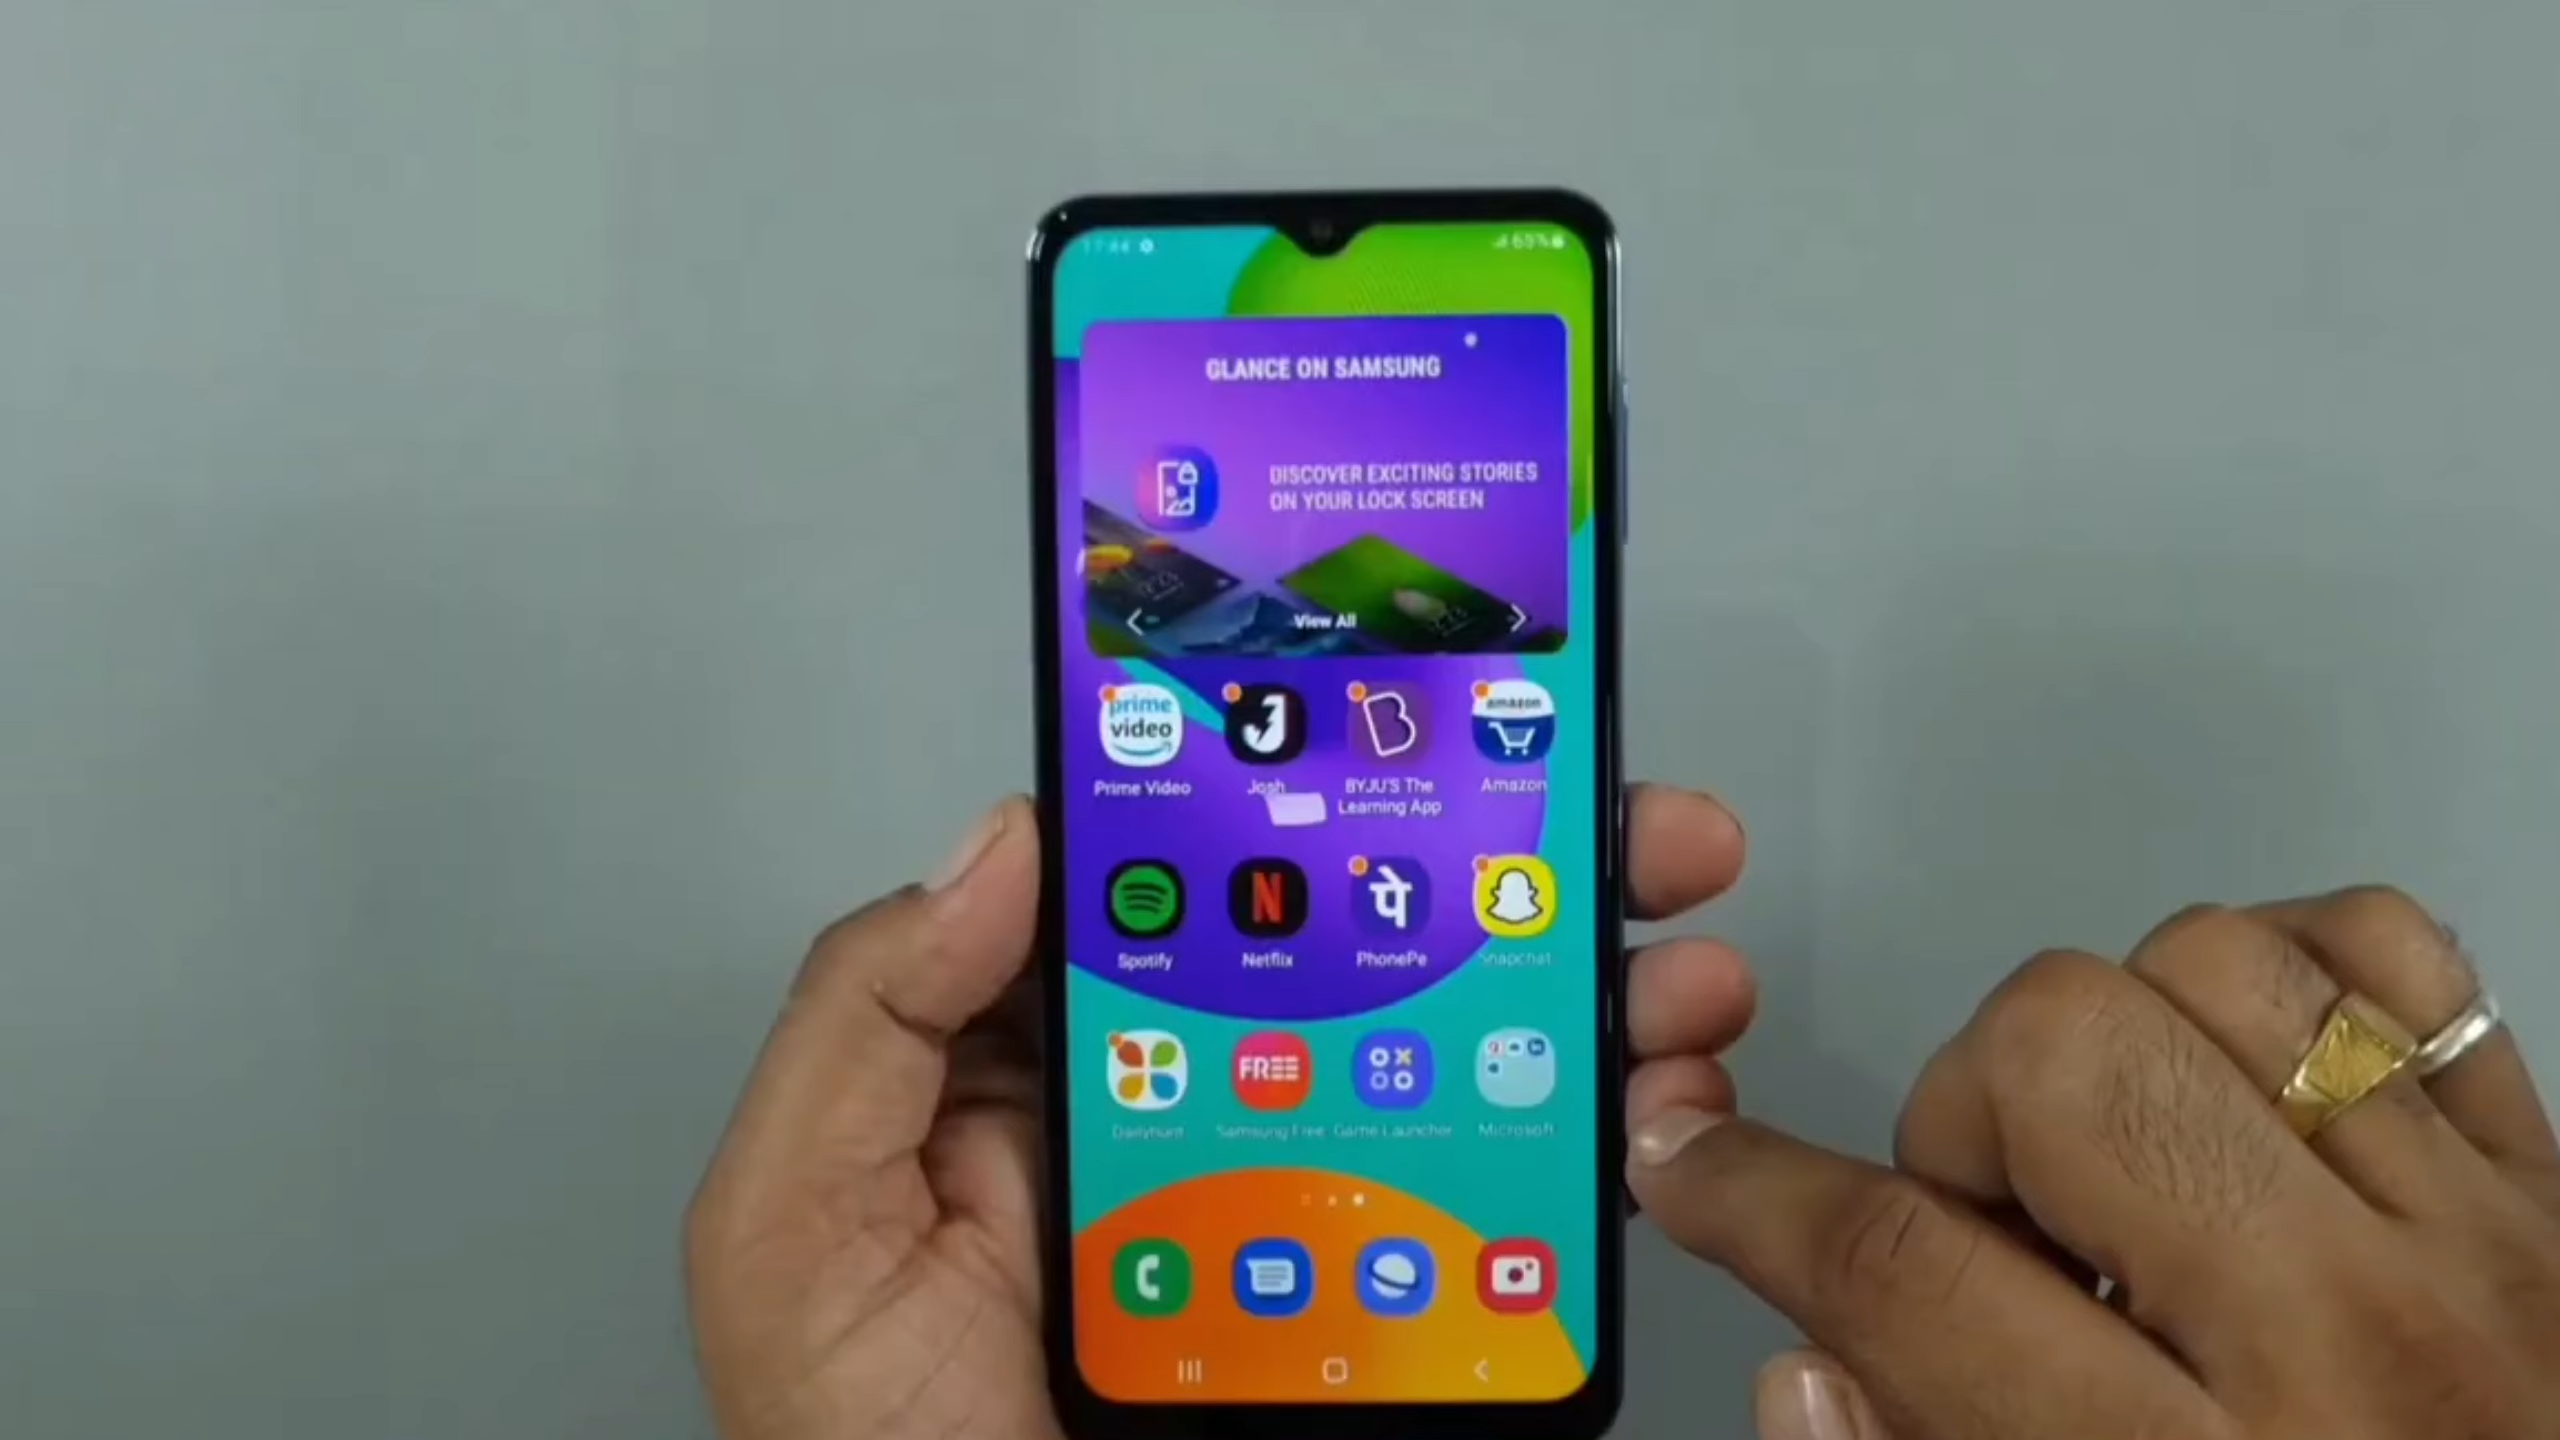 63%
GLANCE ON SAMSUNG
DISCOVER EXCITING STORIES
ON YOUR LOCK SCREEN
View All
prime
video
amazon
Prime Video
Josh
BYJU'S The
Learning App
Amazon
N
पे
Spotify
Netflix
PhonePe
Snapchat
FREE
Dailyhunt
Samsung Free
Game Launcher
Microsoft